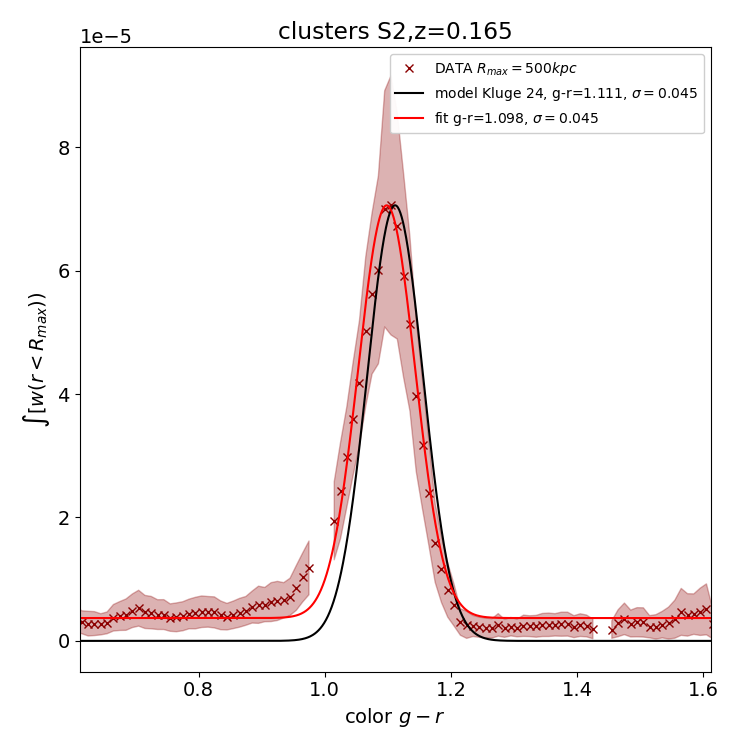 clusters S2,z=0.165
1e−5
DATA $R_{max} = 500kpc$
model Kluge 24, g-r=1.111, $\sigma = 0.045$
fit g-r=1.098, $\sigma = 0.045$
8
6
4
2
0
$\int [w(r < R_{max}))$
0.8 1.0 1.2 1.4 1.6
color $g - r$